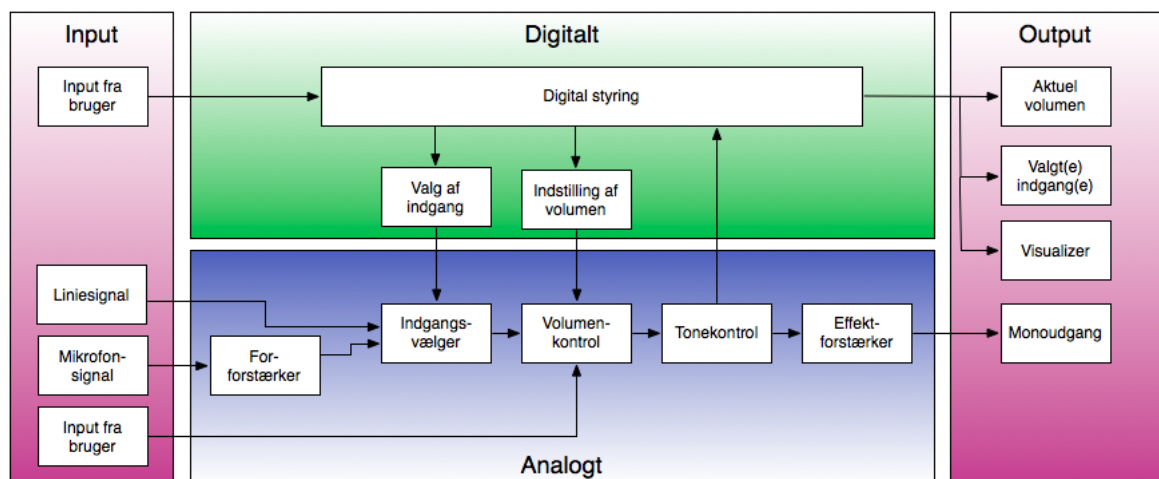 Input
Digitalt
Output
Input fra
bruger
Digital styring
Aktuel
volumen
Valg af
indgang
Indstilling af
volumen
Valgt(e)
indgang(e)
Visualizer
Liniesignal
Indgangs-
vælger
Volumen-
kontrol
Tonekontrol
Effekt-
forstærker
Monoudgang
Mikrofon-
signal
For-
forstærker
Input fra
bruger
Analogt